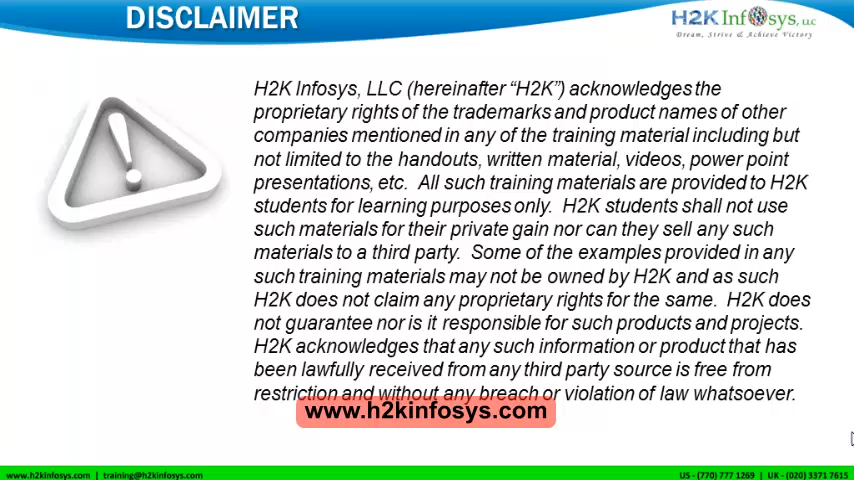 DISCLAIMER
H2K Infosys, LLC
Dream, Strive & Achieve Victory
H2K Infosys, LLC (hereinafter “H2K”) acknowledges the
proprietary rights of the trademarks and product names of other
companies mentioned in any of the training material including but
not limited to the handouts, written material, videos, power point
presentations, etc. All such training materials are provided to H2K
students for learning purposes only. H2K students shall not use
such materials for their private gain nor can they sell any such
materials to a third party. Some of the examples provided in any
such training materials may not be owned by H2K and as such
H2K does not claim any proprietary rights for the same. H2K does
not guarantee nor is it responsible for such products and projects.
H2K acknowledges that any such information or product that has
been lawfully received from any third party source is free from
restriction and without any breach or violation of law whatsoever.
www.h2kinfosys.com
www.h2kinfosys.com | training@h2kinfosys.com
US - (770) 777 1269 | UK - (020) 3371 7615